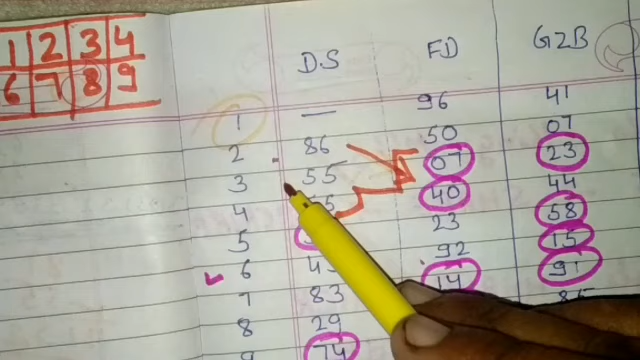 1 2 3 4
6 7 8 9
D.S FD GZB
1 — 96 41
2 86 50 07
3 55 07 23
4 40 44
5 23 58
6 92 15
7 83 14 91
8 29
9 74